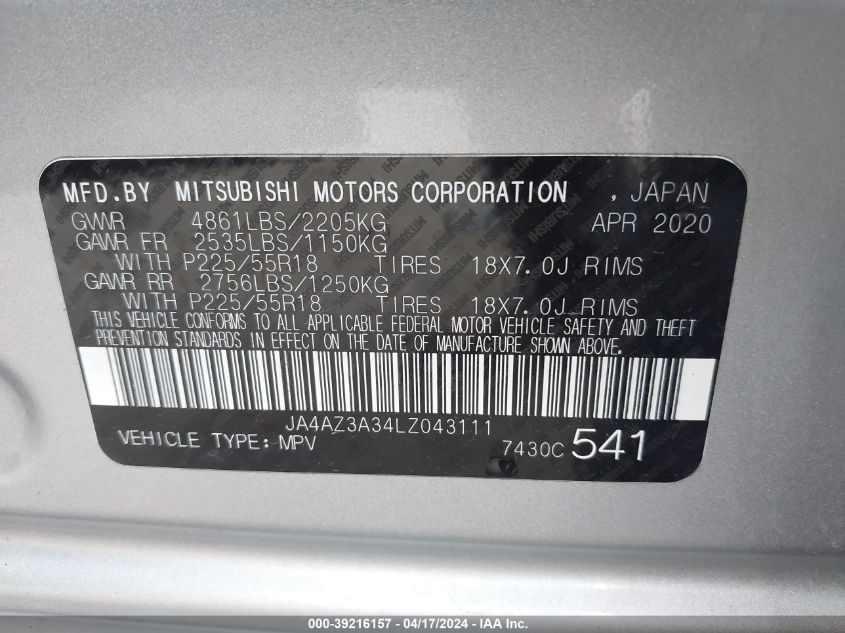 MFD.BY MITSUBISHI MOTORS CORPORATION , JAPAN
GVWR 4861LBS/2205KG APR 2020
GAWR FR 2535LBS/1150KG
WITH P225/55R18 TIRES 18X7.0J RIMS
GAWR RR 2756LBS/1250KG
WITH P225/55R18 TIRES 18X7.0J RIMS
THIS VEHICLE CONFORMS TO ALL APPLICABLE FEDERAL MOTOR VEHICLE SAFETY AND THEFT
PREVENTION STANDARDS IN EFFECT ON THE DATE OF MANUFACTURE SHOWN ABOVE.
JA4AZ3A34LZ043111
VEHICLE TYPE: MPV 7430C 541
000-39216157 - 04/17/2024 - IAA Inc.